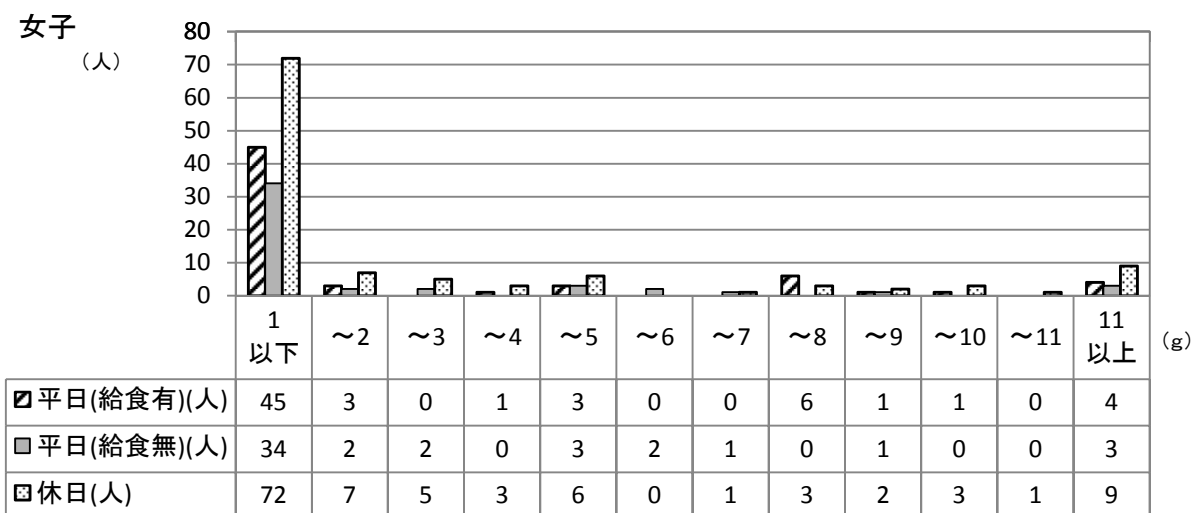 女子
（人）
80
70
60
50
40
30
20
10
0
1以下 ～2 ～3 ～4 ～5 ～6 ～7 ～8 ～9 ～10 ～11 11以上 （g）
平日(給食有)(人) 45 3 0 1 3 0 0 6 1 1 0 4
平日(給食無)(人) 34 2 2 0 3 2 1 0 1 0 0 3
休日(人) 72 7 5 3 6 0 1 3 2 3 1 9